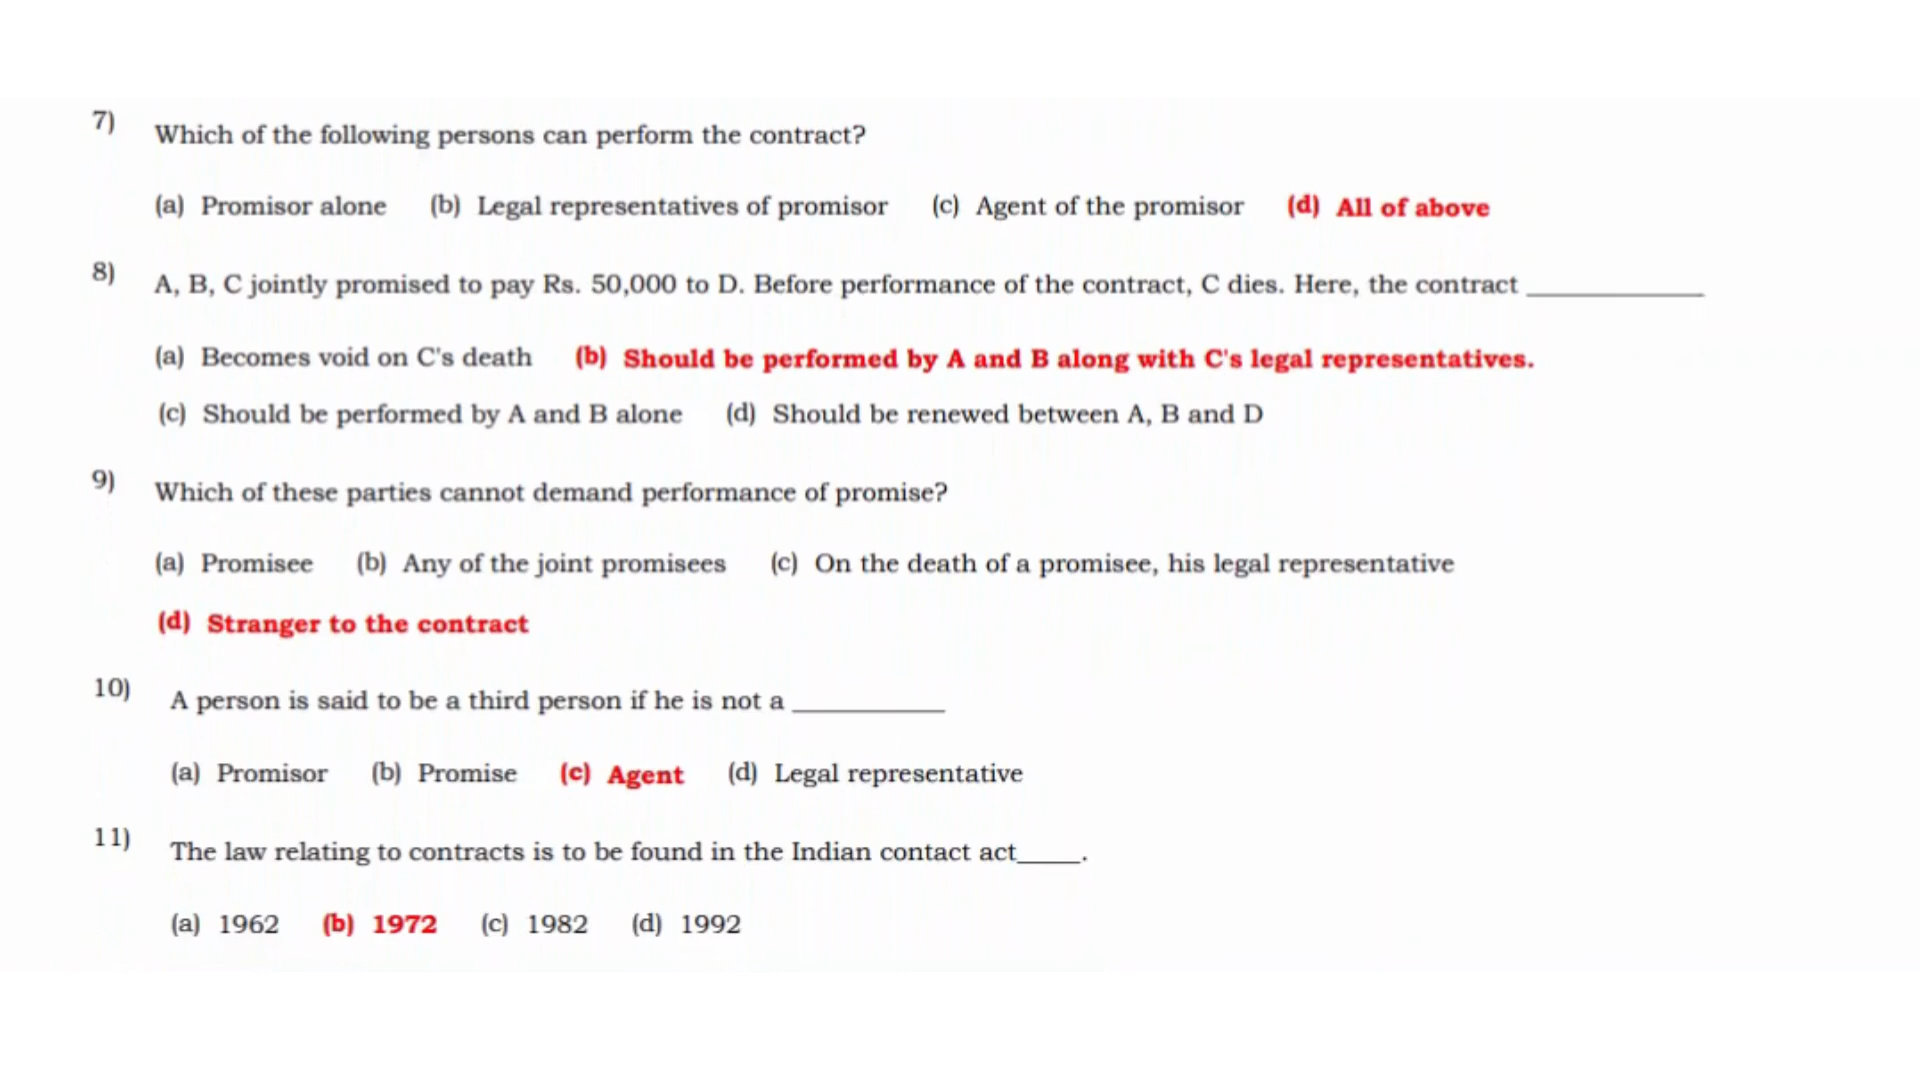 7) Which of the following persons can perform the contract?
(a) Promisor alone (b) Legal representatives of promisor (c) Agent of the promisor (d) All of above
8) A, B, C jointly promised to pay Rs. 50,000 to D. Before performance of the contract, C dies. Here, the contract ____________
(a) Becomes void on C's death (b) Should be performed by A and B along with C's legal representatives.
(c) Should be performed by A and B alone (d) Should be renewed between A, B and D
9) Which of these parties cannot demand performance of promise?
(a) Promisee (b) Any of the joint promisees (c) On the death of a promisee, his legal representative
(d) Stranger to the contract
10) A person is said to be a third person if he is not a __________
(a) Promisor (b) Promise (c) Agent (d) Legal representative
11) The law relating to contracts is to be found in the Indian contact act____.
(a) 1962 (b) 1972 (c) 1982 (d) 1992